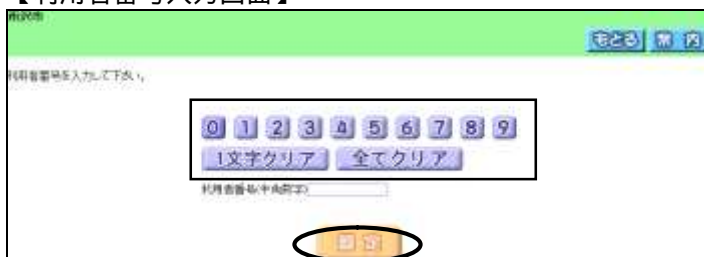 【利用者番号入力画面】
もどる 案 内
利用者番号を入力して下さい。
0 1 2 3 4 5 6 7 8 9
1文字クリア 全てクリア
利用者番号(半角数字)